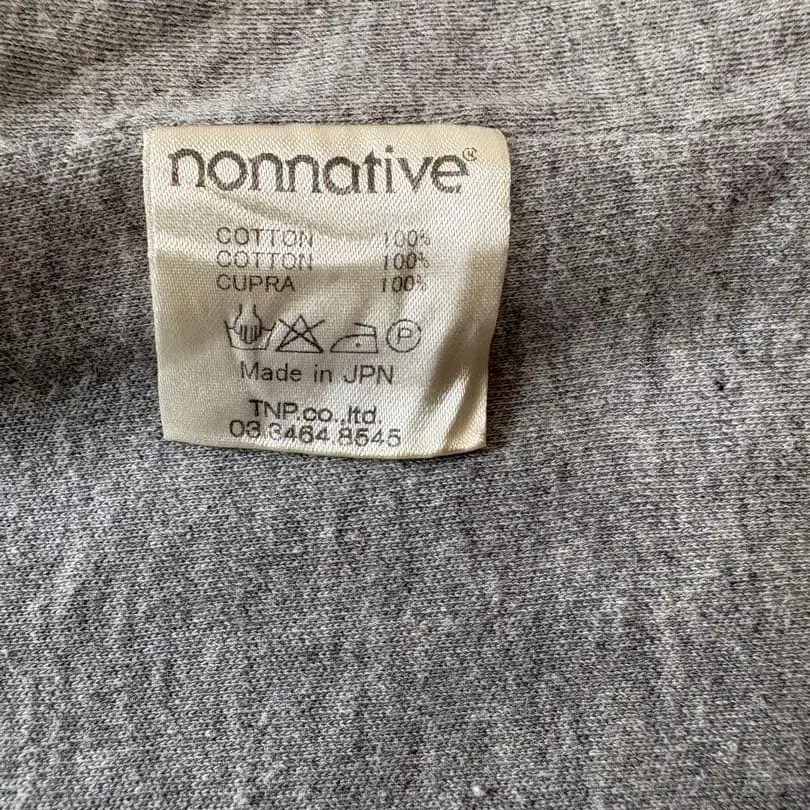 nonnative®
COTTON 100%
COTTON 100%
CUPRA 100%
P
Made in JPN
TNP.co.,ltd.
03 3464 8545